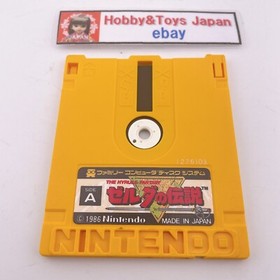 Hobby&Toys Japan
ebay
JAPAN
ファミリー コンピュータ ディスク システム
THE HYRULE FANTASY
SIDE
A
ゼルダの伝説
©1986 Nintendo
MADE IN JAPAN
NINTENDO